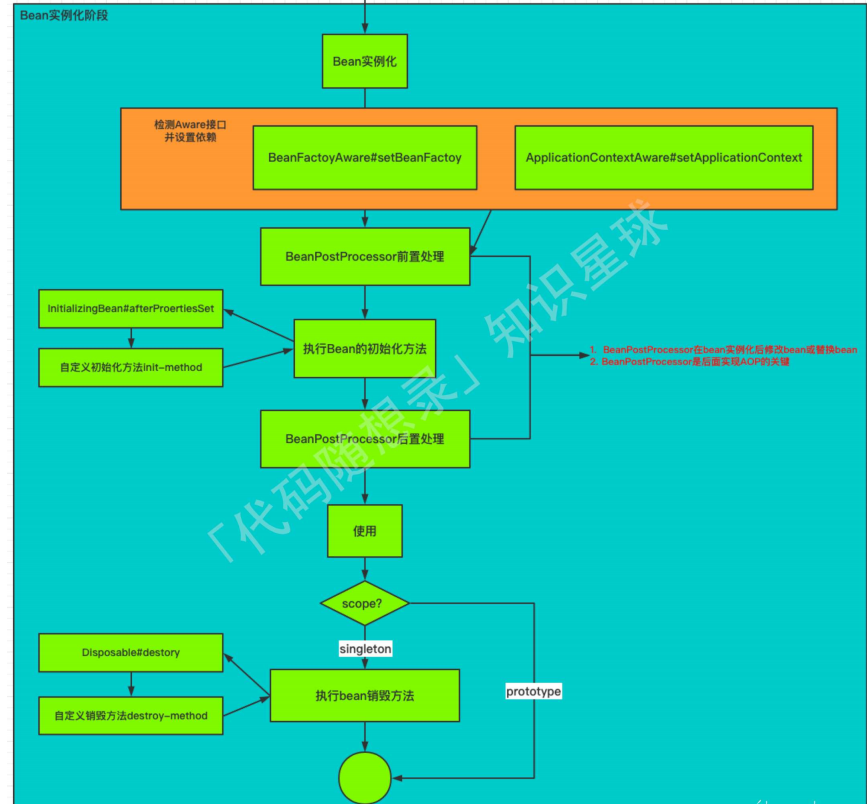 Bean实例化阶段
Bean实例化
检测Aware接口
并设置依赖
BeanFactoyAware#setBeanFactoy
ApplicationContextAware#setApplicationContext
BeanPostProcessor前置处理
InitializingBean#afterProertiesSet
执行Bean的初始化方法
自定义初始化方法init-method
1. BeanPostProcessor在bean实例化后修改bean或替换bean
2. BeanPostProcessor是后面实现AOP的关键
BeanPostProcessor后置处理
使用
scope?
singleton
Disposable#destory
执行bean销毁方法
prototype
自定义销毁方法destroy-method
「代码随想录」知识星球